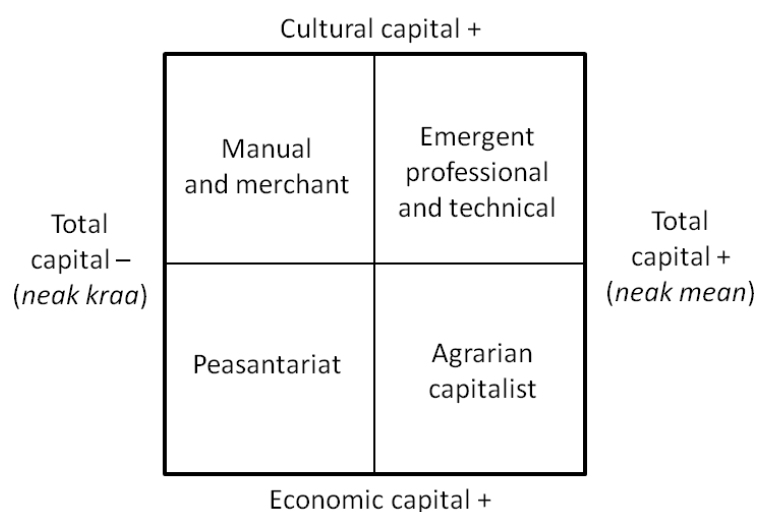 Cultural capital +
Manual
and merchant
Emergent
professional
and technical
Total
capital –
(neak kraa)
Total
capital +
(neak mean)
Peasantariat
Agrarian
capitalist
Economic capital +